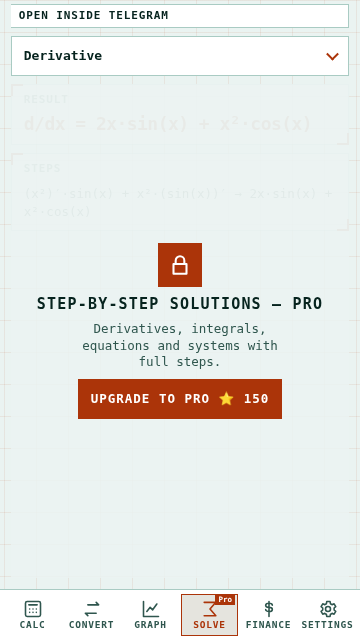 OPEN INSIDE TELEGRAM
Derivative
RESULT
d/dx = 2x·sin(x) + x²·cos(x)
STEPS
(x²)'·sin(x) + x²·(sin(x))' → 2x·sin(x) +
x²·cos(x)
STEP-BY-STEP SOLUTIONS — PRO
Derivatives, integrals,
equations and systems with
full steps.
UPGRADE TO PRO ⭐ 150
Pro
CALC CONVERT GRAPH SOLVE FINANCE SETTINGS